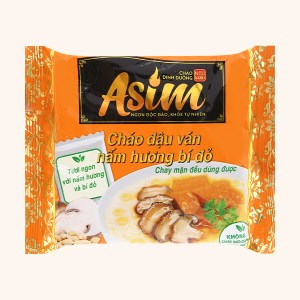 CHÁO
DINH DƯỠNG
Asim
NGON ĐỘC ĐÁO, KHỎE TỰ NHIÊN
Cháo đậu ván
nấm hương bí đỏ
Chay mặn đều dùng được
Tươi ngon
với nấm hương
và bí đỏ
KHÔNG